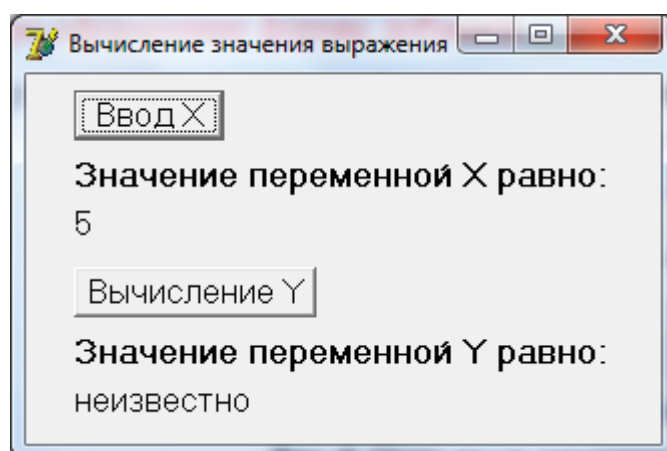 Вычисление значения выражения
Ввод X
Значение переменной X равно:
5
Вычисление Y
Значение переменной Y равно:
неизвестно